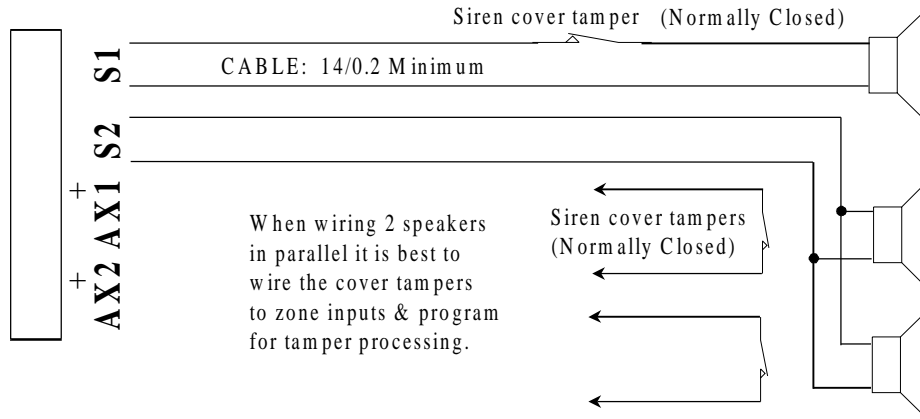 Siren cover tamper (Normally Closed)
S1
CABLE: 14/0.2 Minimum
S2
+
AX1
+
AX2
When wiring 2 speakers
in parallel it is best to
wire the cover tampers
to zone inputs & program
for tamper processing.
Siren cover tampers
(Normally Closed)